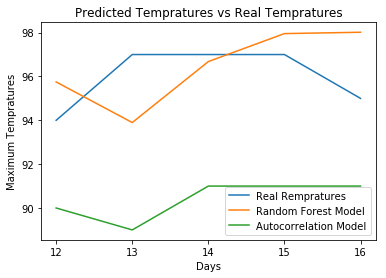 Predicted Tempratures vs Real Tempratures
98
96
94
92
90
Maximum Tempratures
12
13
14
15
16
Days
Real Rempratures
Random Forest Model
Autocorrelation Model